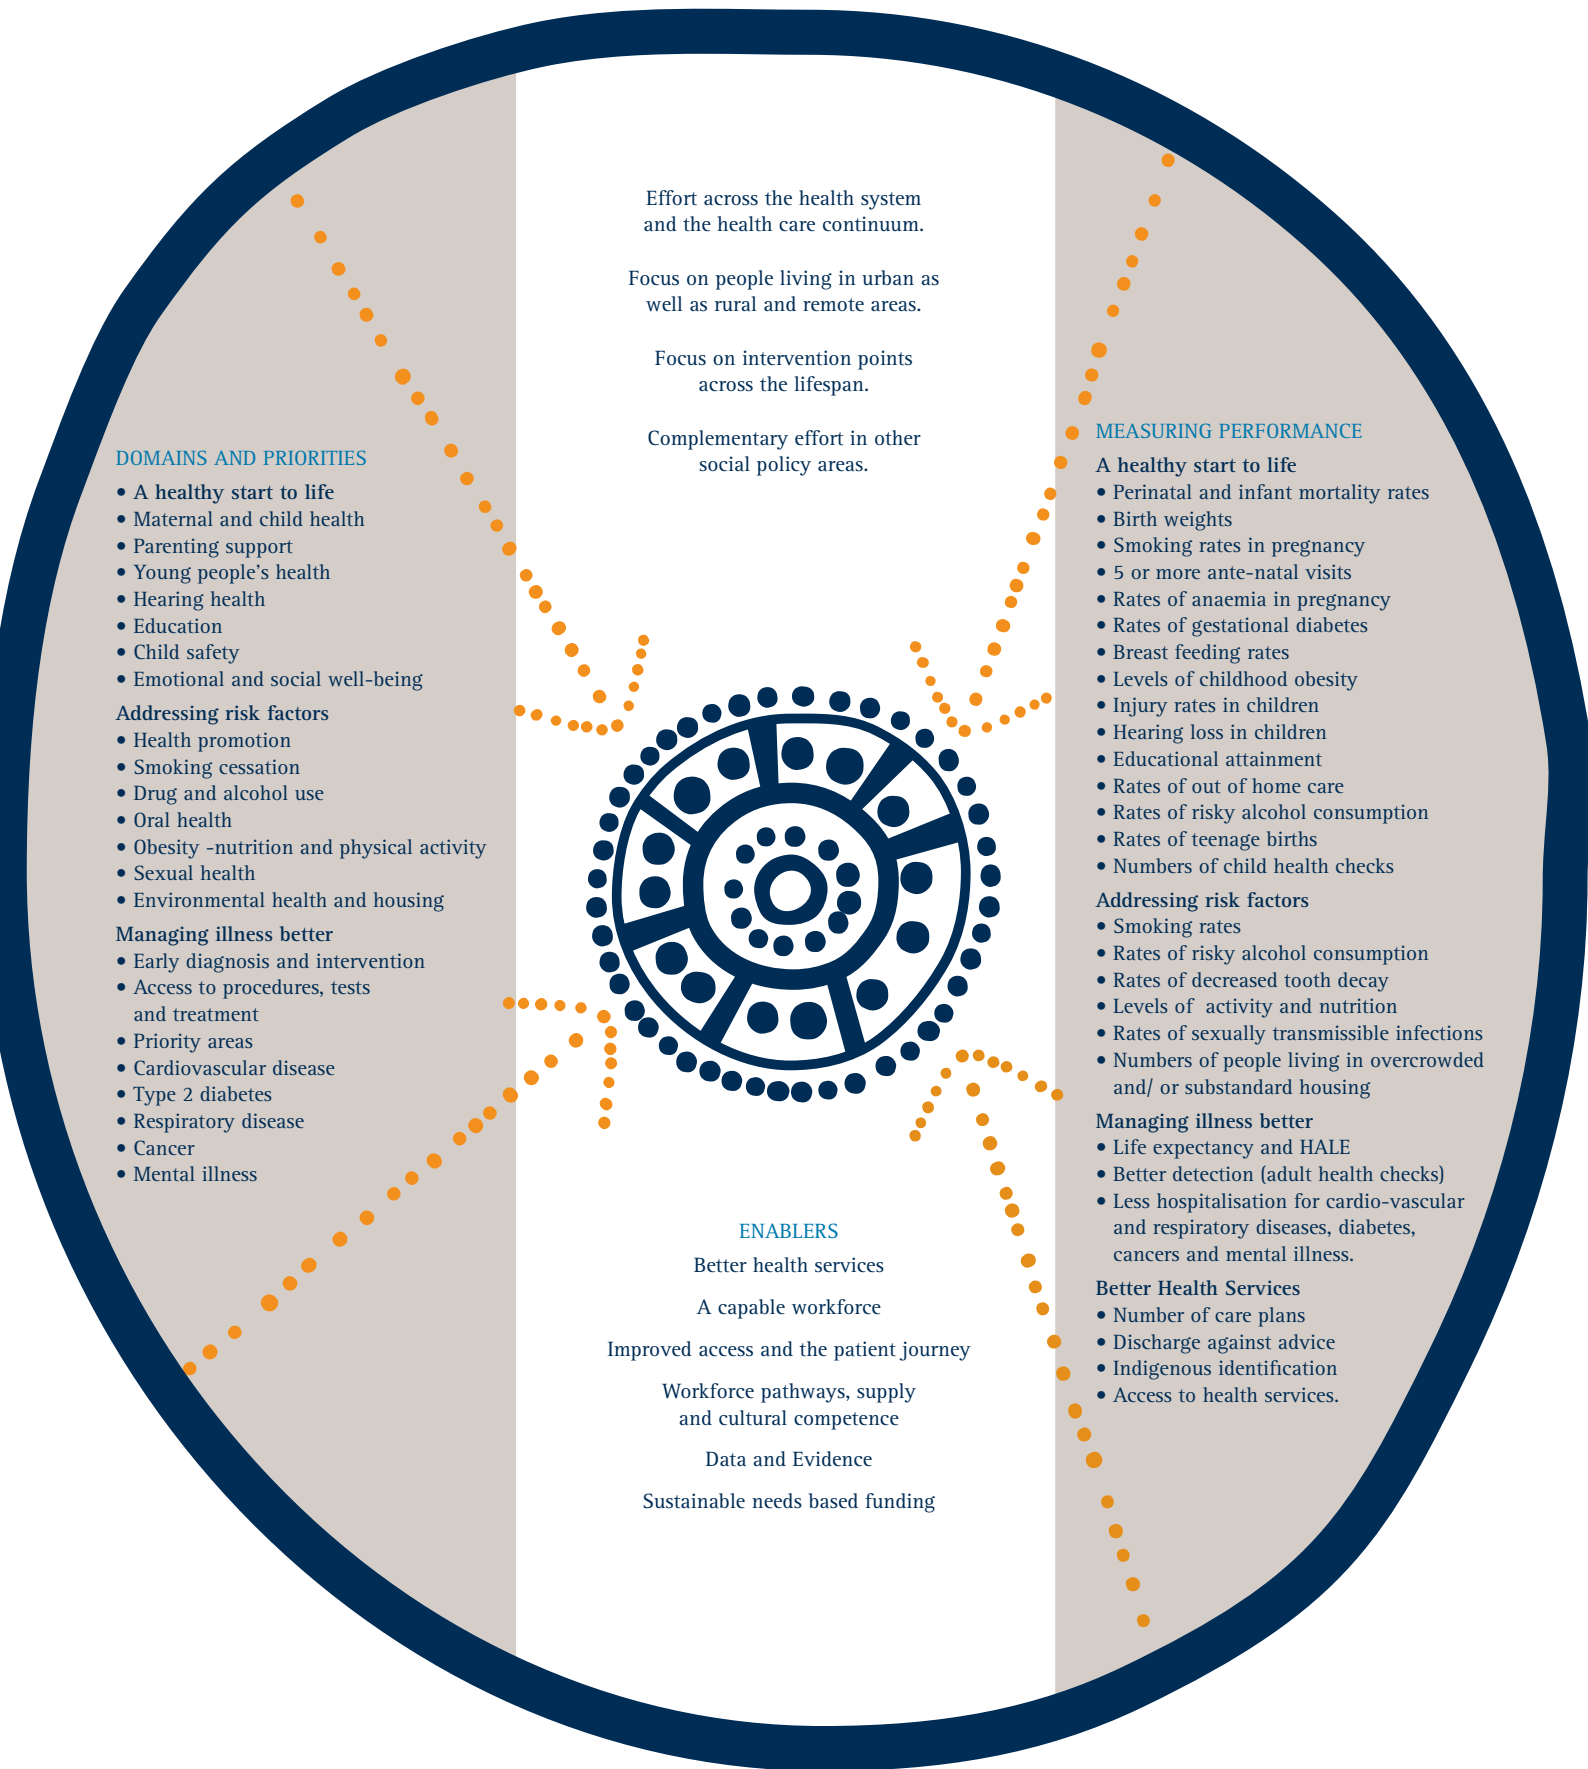 Effort across the health system
and the health care continuum.
Focus on people living in urban as
well as rural and remote areas.
Focus on intervention points
across the lifespan.
Complementary effort in other
social policy areas.
DOMAINS AND PRIORITIES
• A healthy start to life
• Maternal and child health
• Parenting support
• Young people's health
• Hearing health
• Education
• Child safety
• Emotional and social well-being
Addressing risk factors
• Health promotion
• Smoking cessation
• Drug and alcohol use
• Oral health
• Obesity -nutrition and physical activity
• Sexual health
• Environmental health and housing
Managing illness better
• Early diagnosis and intervention
• Access to procedures, tests
and treatment
• Priority areas
• Cardiovascular disease
• Type 2 diabetes
• Respiratory disease
• Cancer
• Mental illness
MEASURING PERFORMANCE
A healthy start to life
• Perinatal and infant mortality rates
• Birth weights
• Smoking rates in pregnancy
• 5 or more ante-natal visits
• Rates of anaemia in pregnancy
• Rates of gestational diabetes
• Breast feeding rates
• Levels of childhood obesity
• Injury rates in children
• Hearing loss in children
• Educational attainment
• Rates of out of home care
• Rates of risky alcohol consumption
• Rates of teenage births
• Numbers of child health checks
Addressing risk factors
• Smoking rates
• Rates of risky alcohol consumption
• Rates of decreased tooth decay
• Levels of activity and nutrition
• Rates of sexually transmissible infections
• Numbers of people living in overcrowded
and/ or substandard housing
Managing illness better
• Life expectancy and HALE
• Better detection (adult health checks)
• Less hospitalisation for cardio-vascular
and respiratory diseases, diabetes,
cancers and mental illness.
Better Health Services
• Number of care plans
• Discharge against advice
• Indigenous identification
• Access to health services.
ENABLERS
Better health services
A capable workforce
Improved access and the patient journey
Workforce pathways, supply
and cultural competence
Data and Evidence
Sustainable needs based funding